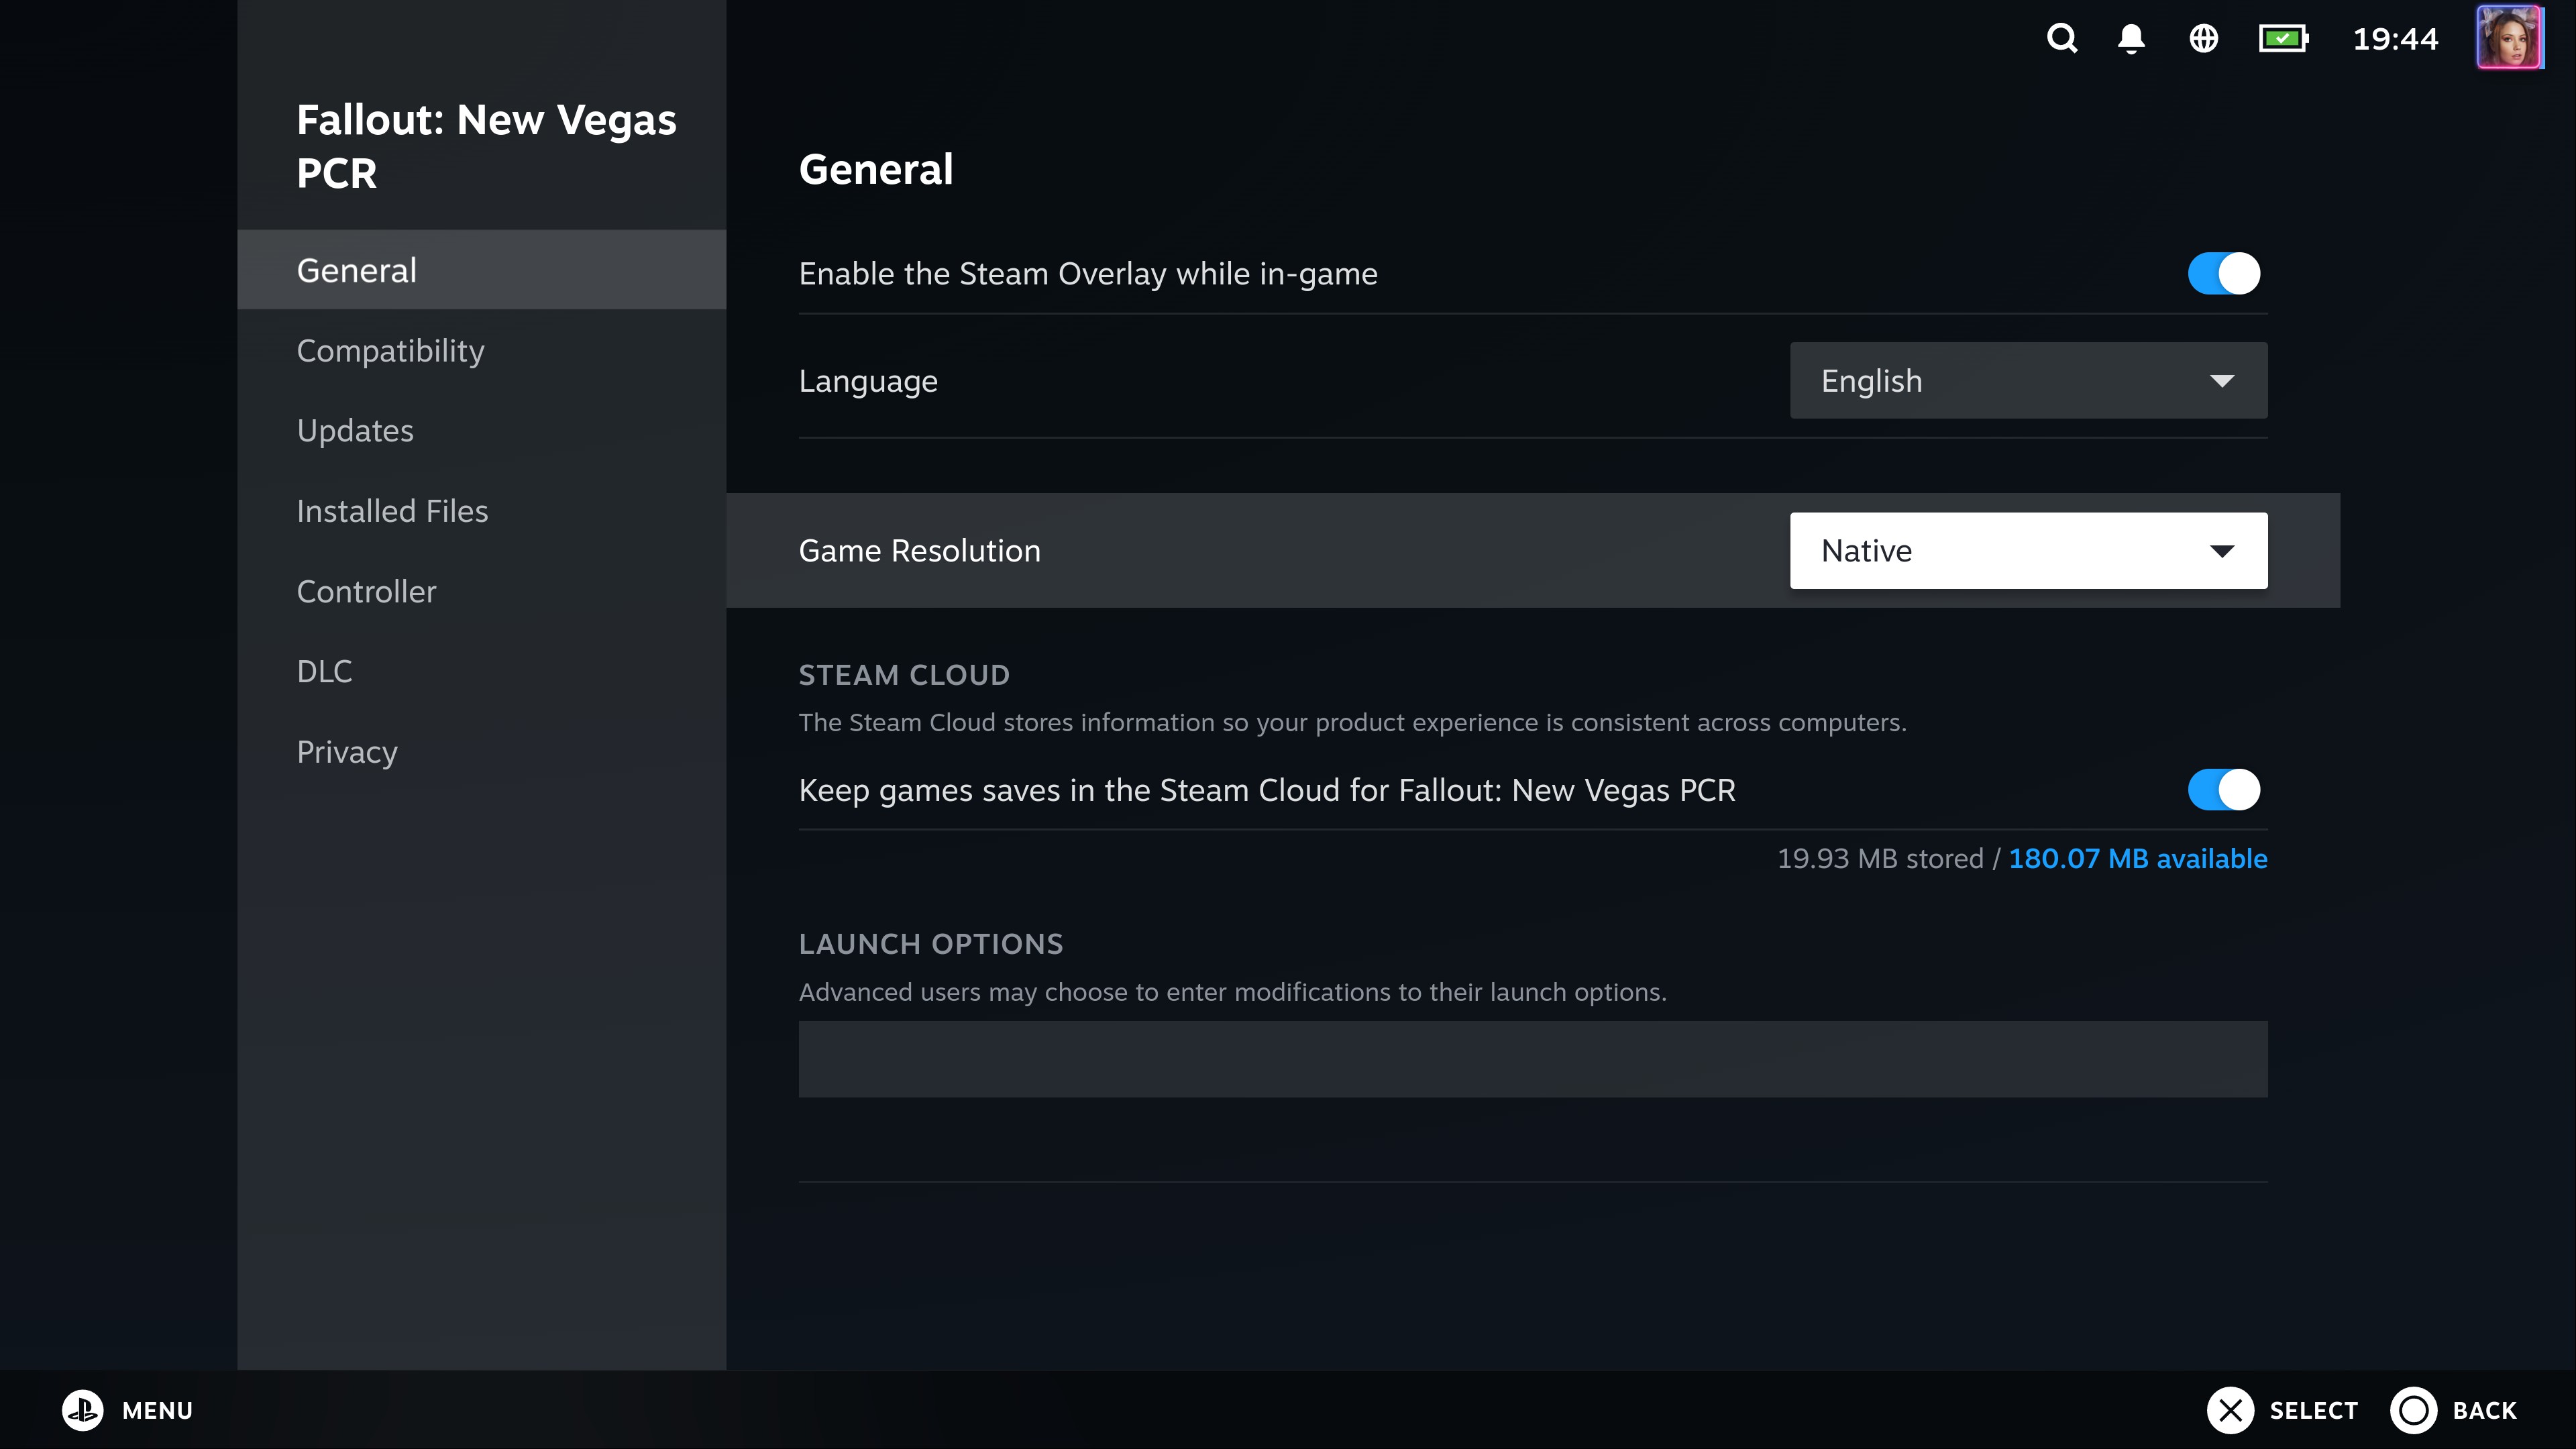 19:44
Fallout: New Vegas
PCR
General
Compatibility
Updates
Installed Files
Controller
DLC
Privacy
General
Enable the Steam Overlay while in-game
Language
English
Game Resolution
Native
STEAM CLOUD
The Steam Cloud stores information so your product experience is consistent across computers.
Keep games saves in the Steam Cloud for Fallout: New Vegas PCR
19.93 MB stored / 180.07 MB available
LAUNCH OPTIONS
Advanced users may choose to enter modifications to their launch options.
MENU
SELECT
BACK